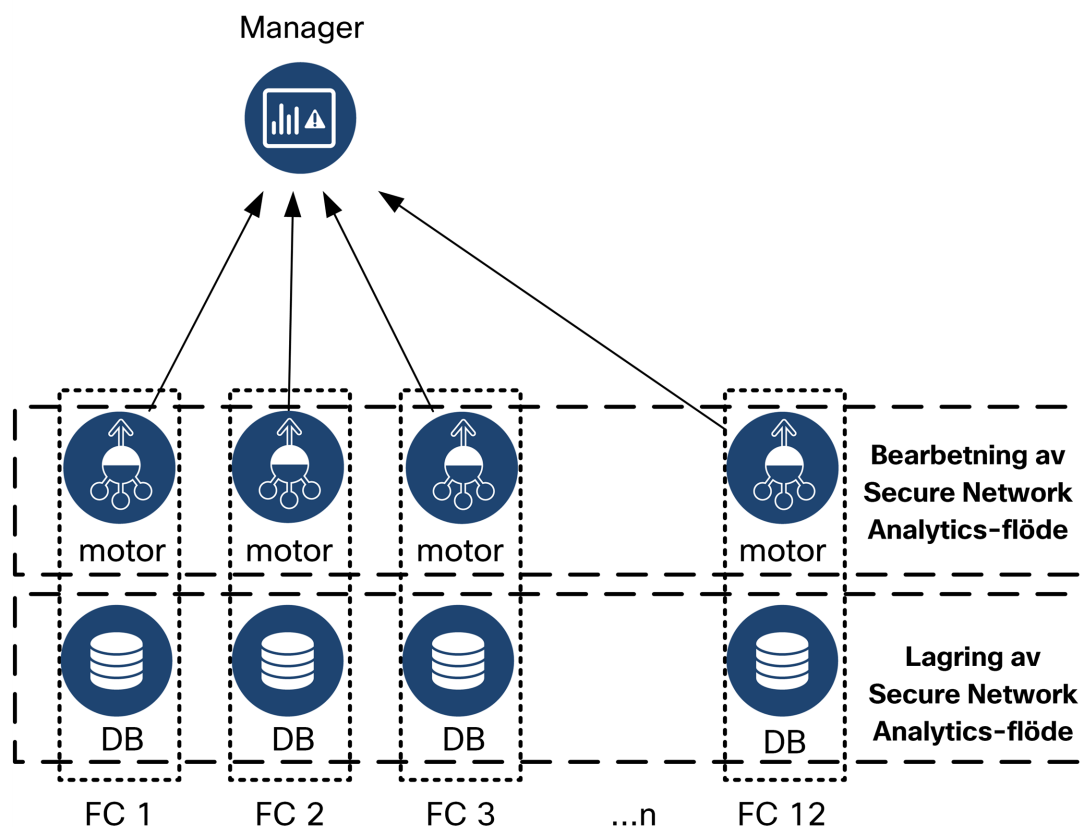 Manager
Bearbetning av
Secure Network
Analytics-flöde
motor
motor
motor
motor
Lagring av
Secure Network
Analytics-flöde
DB
DB
DB
DB
FC 1
FC 2
FC 3
...n
FC 12